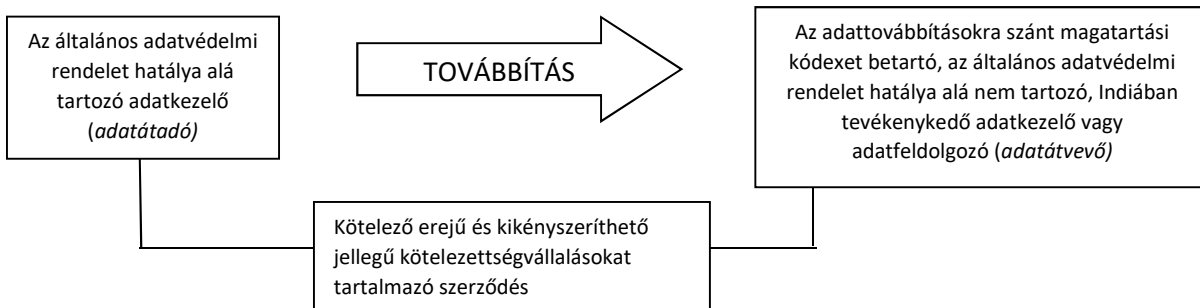 Az általános adatvédelmi
rendelet hatálya alá
tartozó adatkezelő
(adatátadó)
TOVÁBBÍTÁS
Az adattovábbításokra szánt magatartási
kódexet betartó, az általános adatvédelmi
rendelet hatálya alá nem tartozó, Indiában
tevékenykedő adatkezelő vagy
adatfeldolgozó (adatátvevő)
Kötelező erejű és kikényszeríthető
jellegű kötelezettségvállalásokat
tartalmazó szerződés